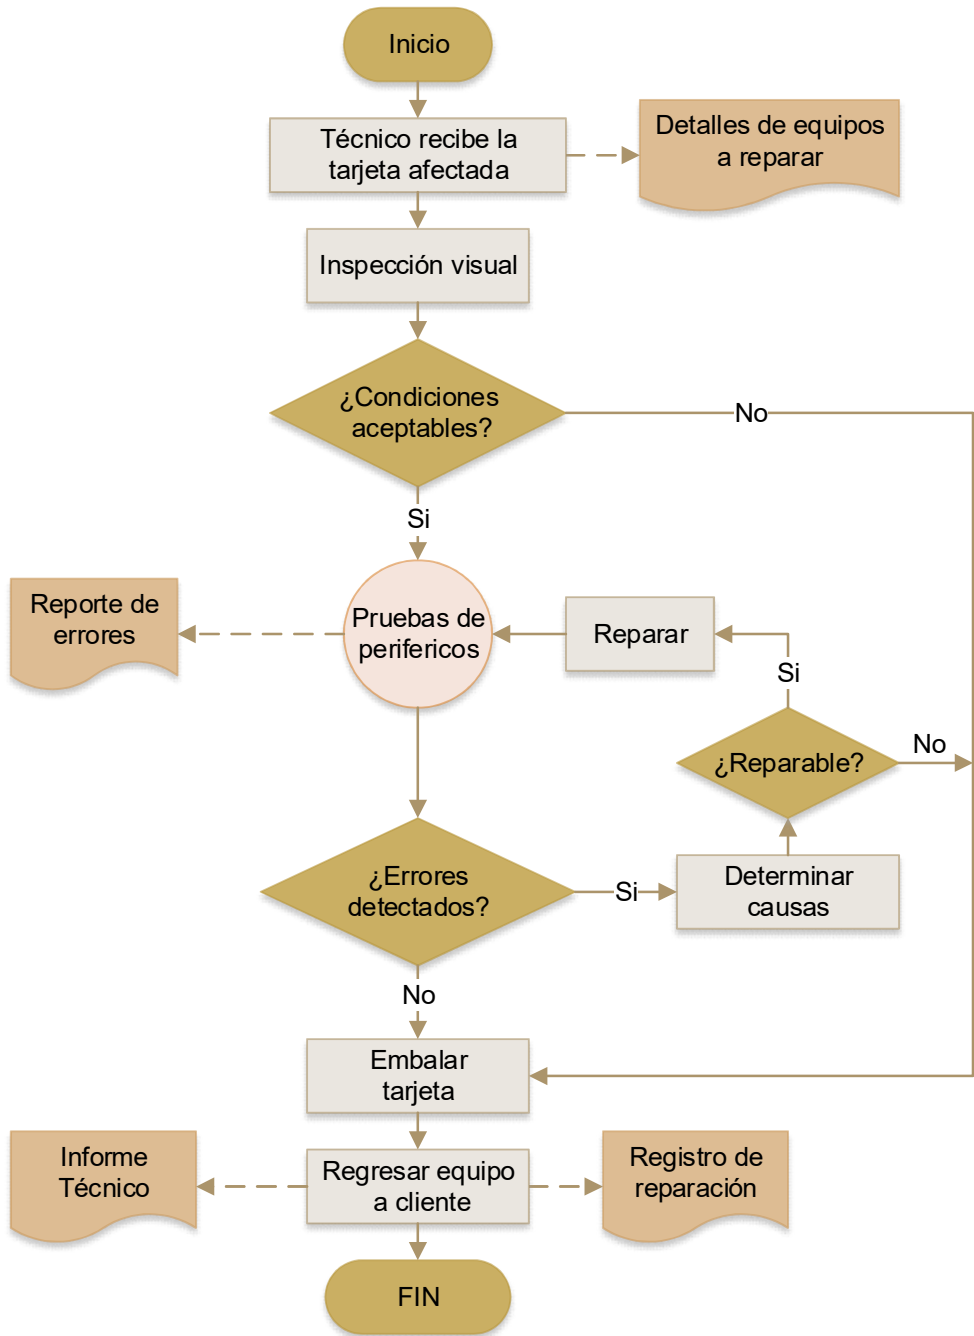 Inicio
Técnico recibe la
tarjeta afectada
Detalles de equipos
a reparar
Inspección visual
¿Condiciones
aceptables?
No
Si
Reporte de
errores
Pruebas de
perifericos
Reparar
Si
¿Reparable?
No
¿Errores
detectados?
Si
Determinar
causas
No
Embalar
tarjeta
Informe
Técnico
Regresar equipo
a cliente
Registro de
reparación
FIN